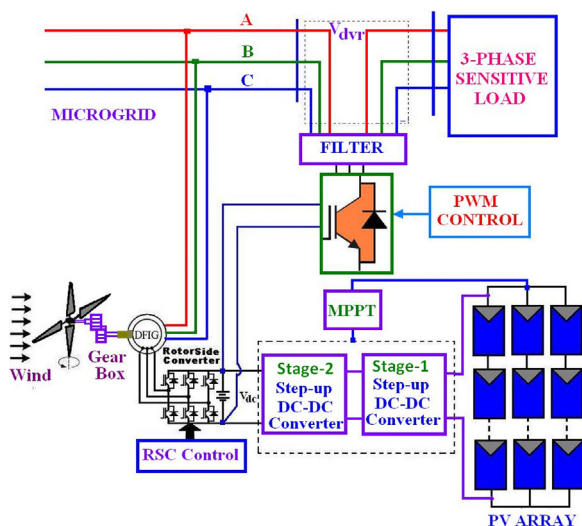 A
B
C
V dvr
3-PHASE
SENSITIVE
LOAD
MICROGRID
FILTER
PWM
CONTROL
MPPT
DFIG
RotorSide
Converter
Gear
Box
Wind
Vdc
Stage-2
Step-up
DC-DC
Converter
Stage-1
Step-up
DC-DC
Converter
RSC Control
PV ARRAY